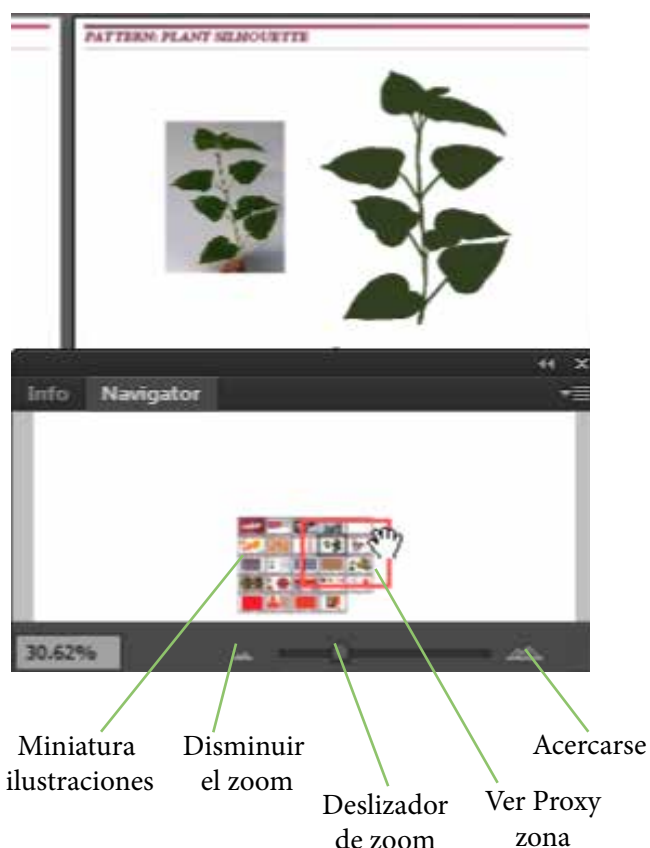 PATTERN: PLANT SILHOUETTE
Info Navigator
30.62%
Miniatura
ilustraciones
Disminuir
el zoom
Deslizador
de zoom
Ver Proxy
zona
Acercarse